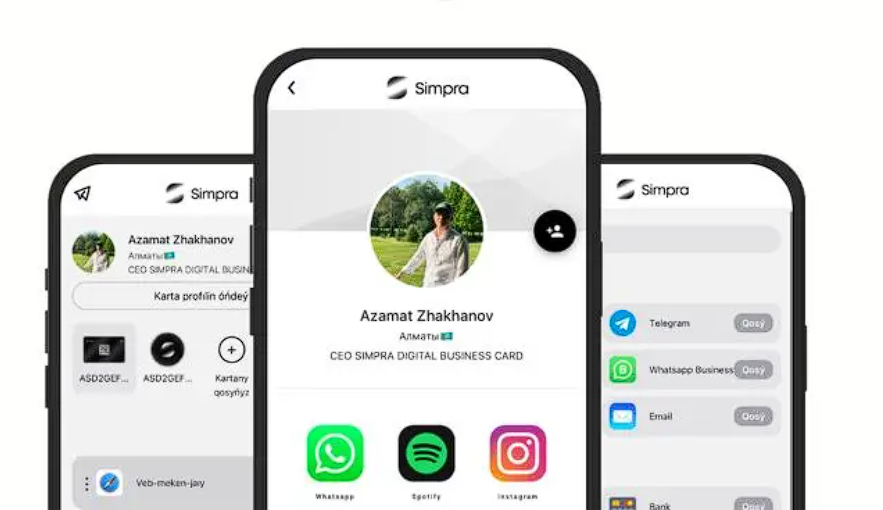 Simpra
Azamat Zhakhanov
Алматы🇰🇿
CEO SIMPRA DIGITAL BUSIN
Karta profilin óńdeý
ASD2GEF...
ASD2GEF...
Kartany
qosyńyz
Veb-meken-jaıy
Simpra
Azamat Zhakhanov
Алматы🇰🇿
CEO SIMPRA DIGITAL BUSINESS CARD
Whatsapp
Spotify
Instagram
Simpra
Telegram
Qosý
Whatsapp Business
Qosý
Email
Qosý
Bank
Qosý